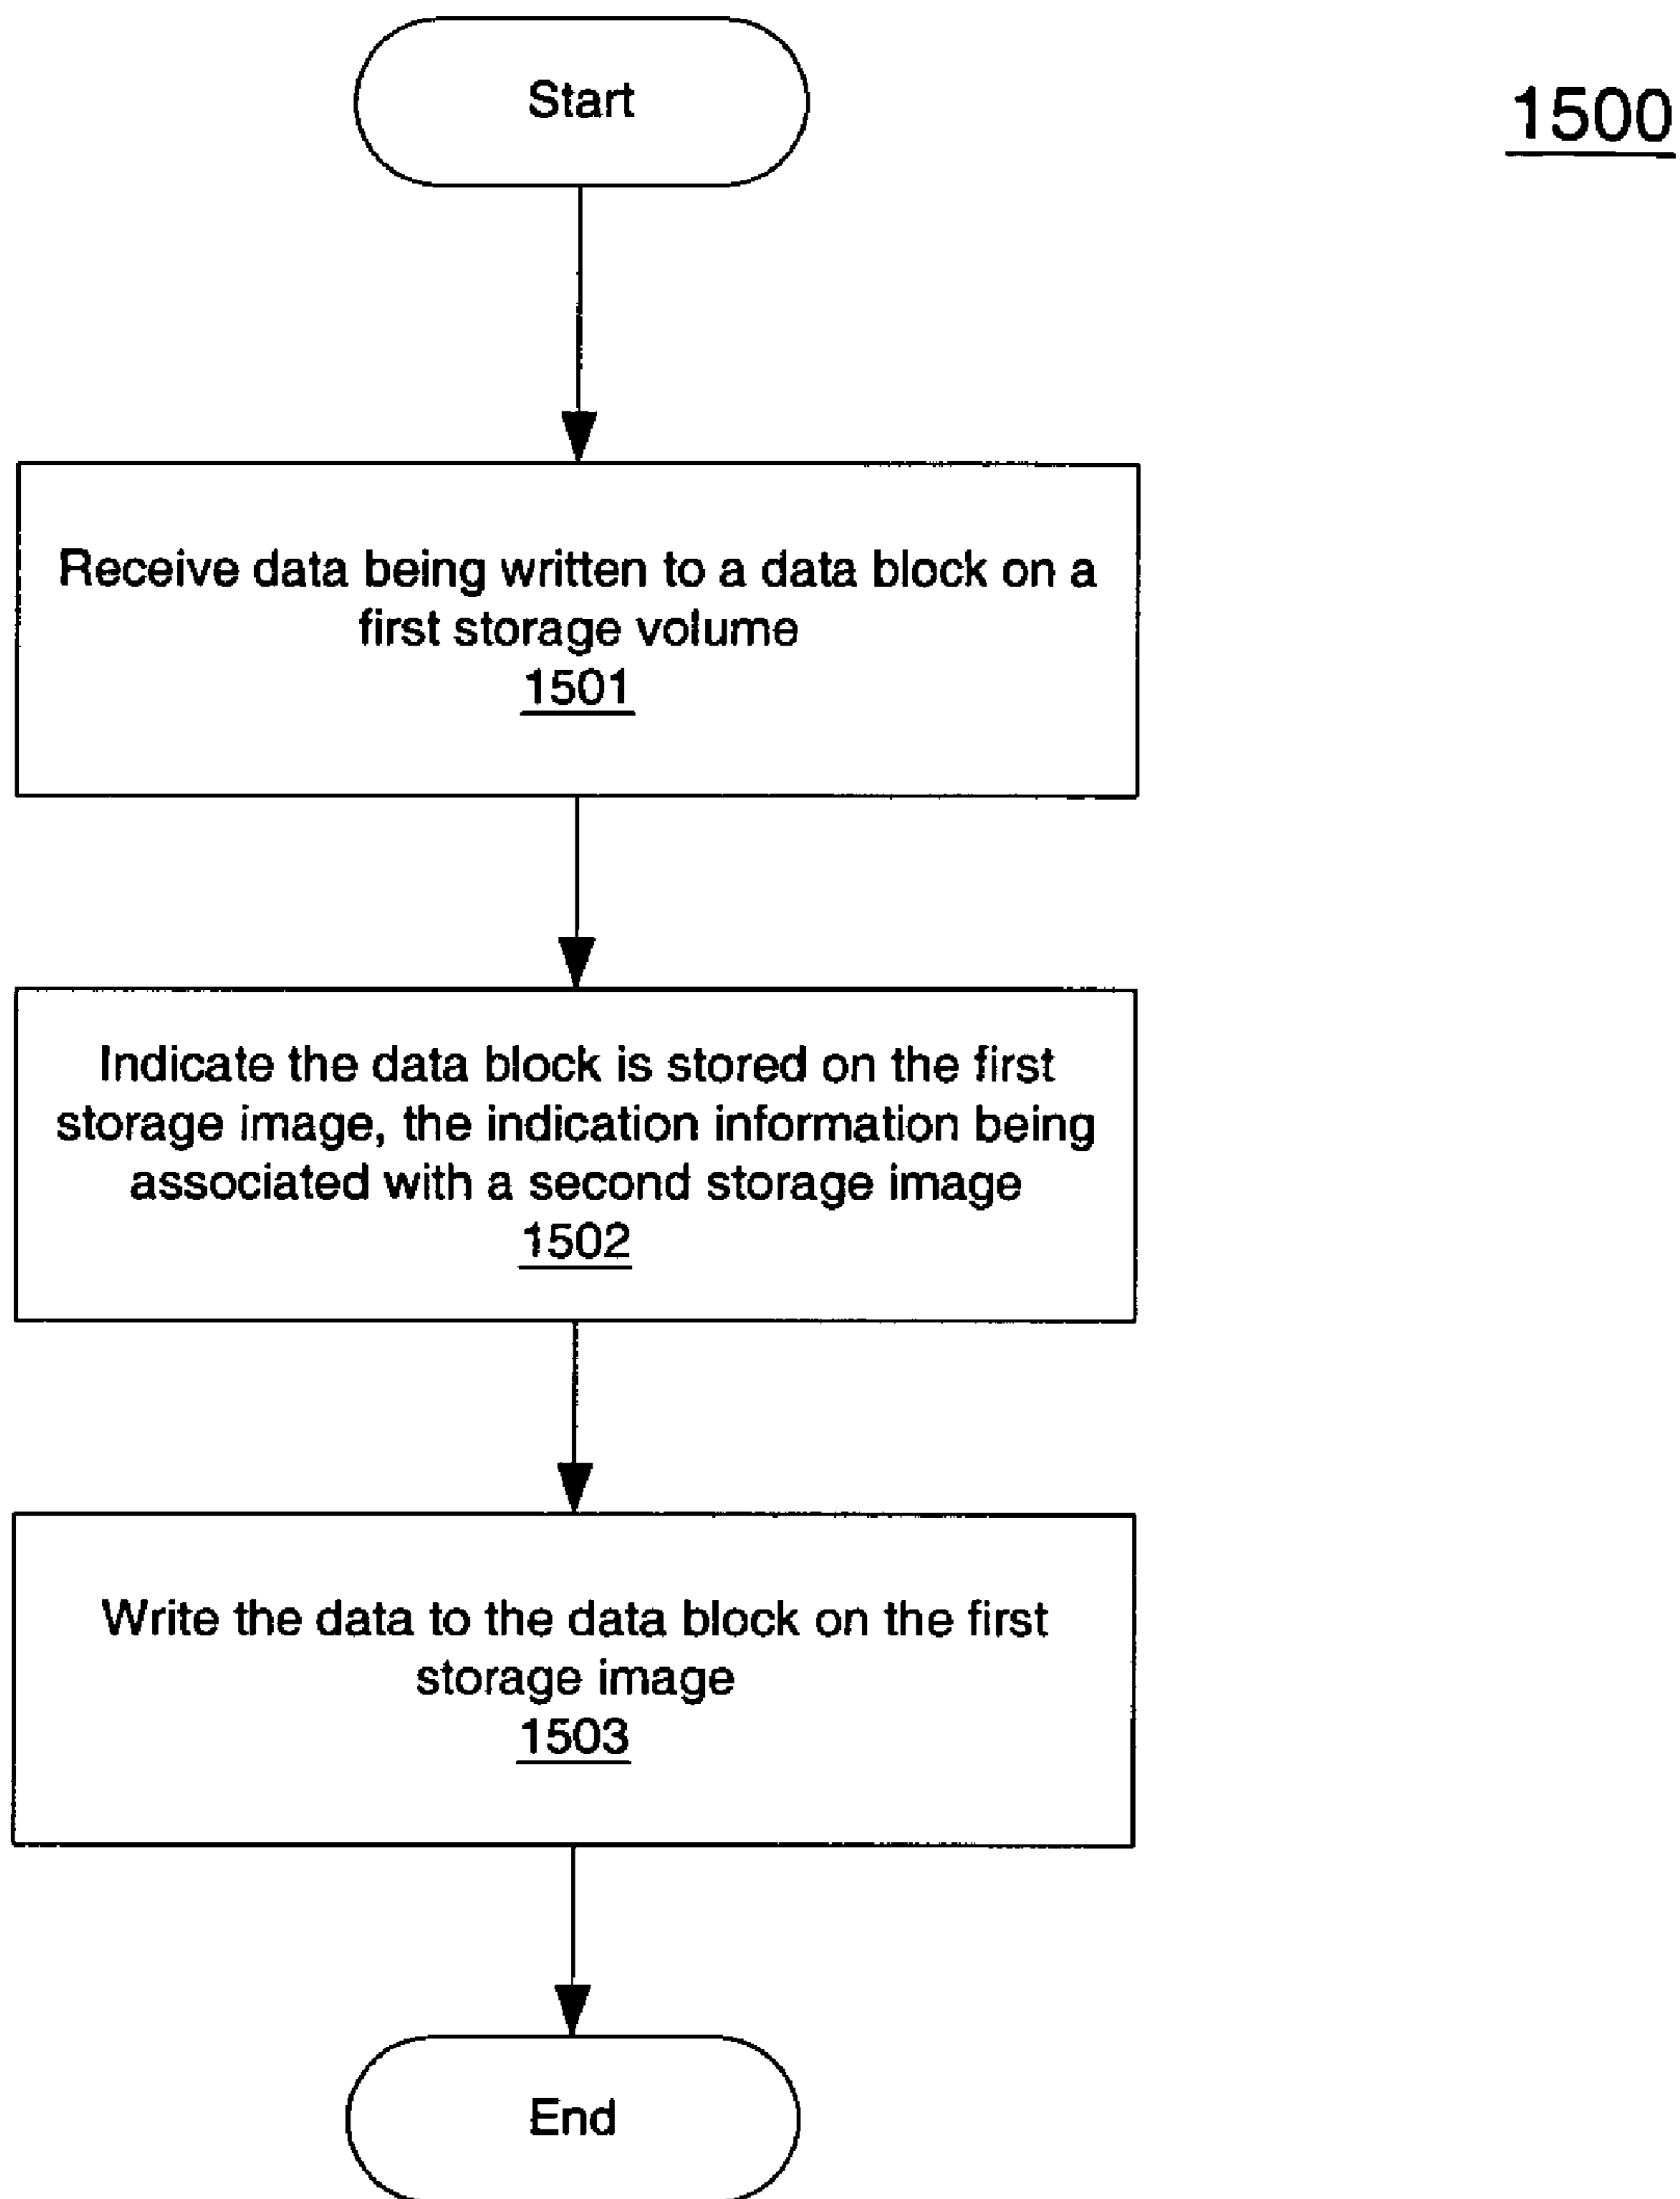 Start
1500
Receive data being written to a data block on a
first storage volume
1501
Indicate the data block is stored on the first
storage image, the indication information being
associated with a second storage image
1502
Write the data to the data block on the first
storage image
1503
End